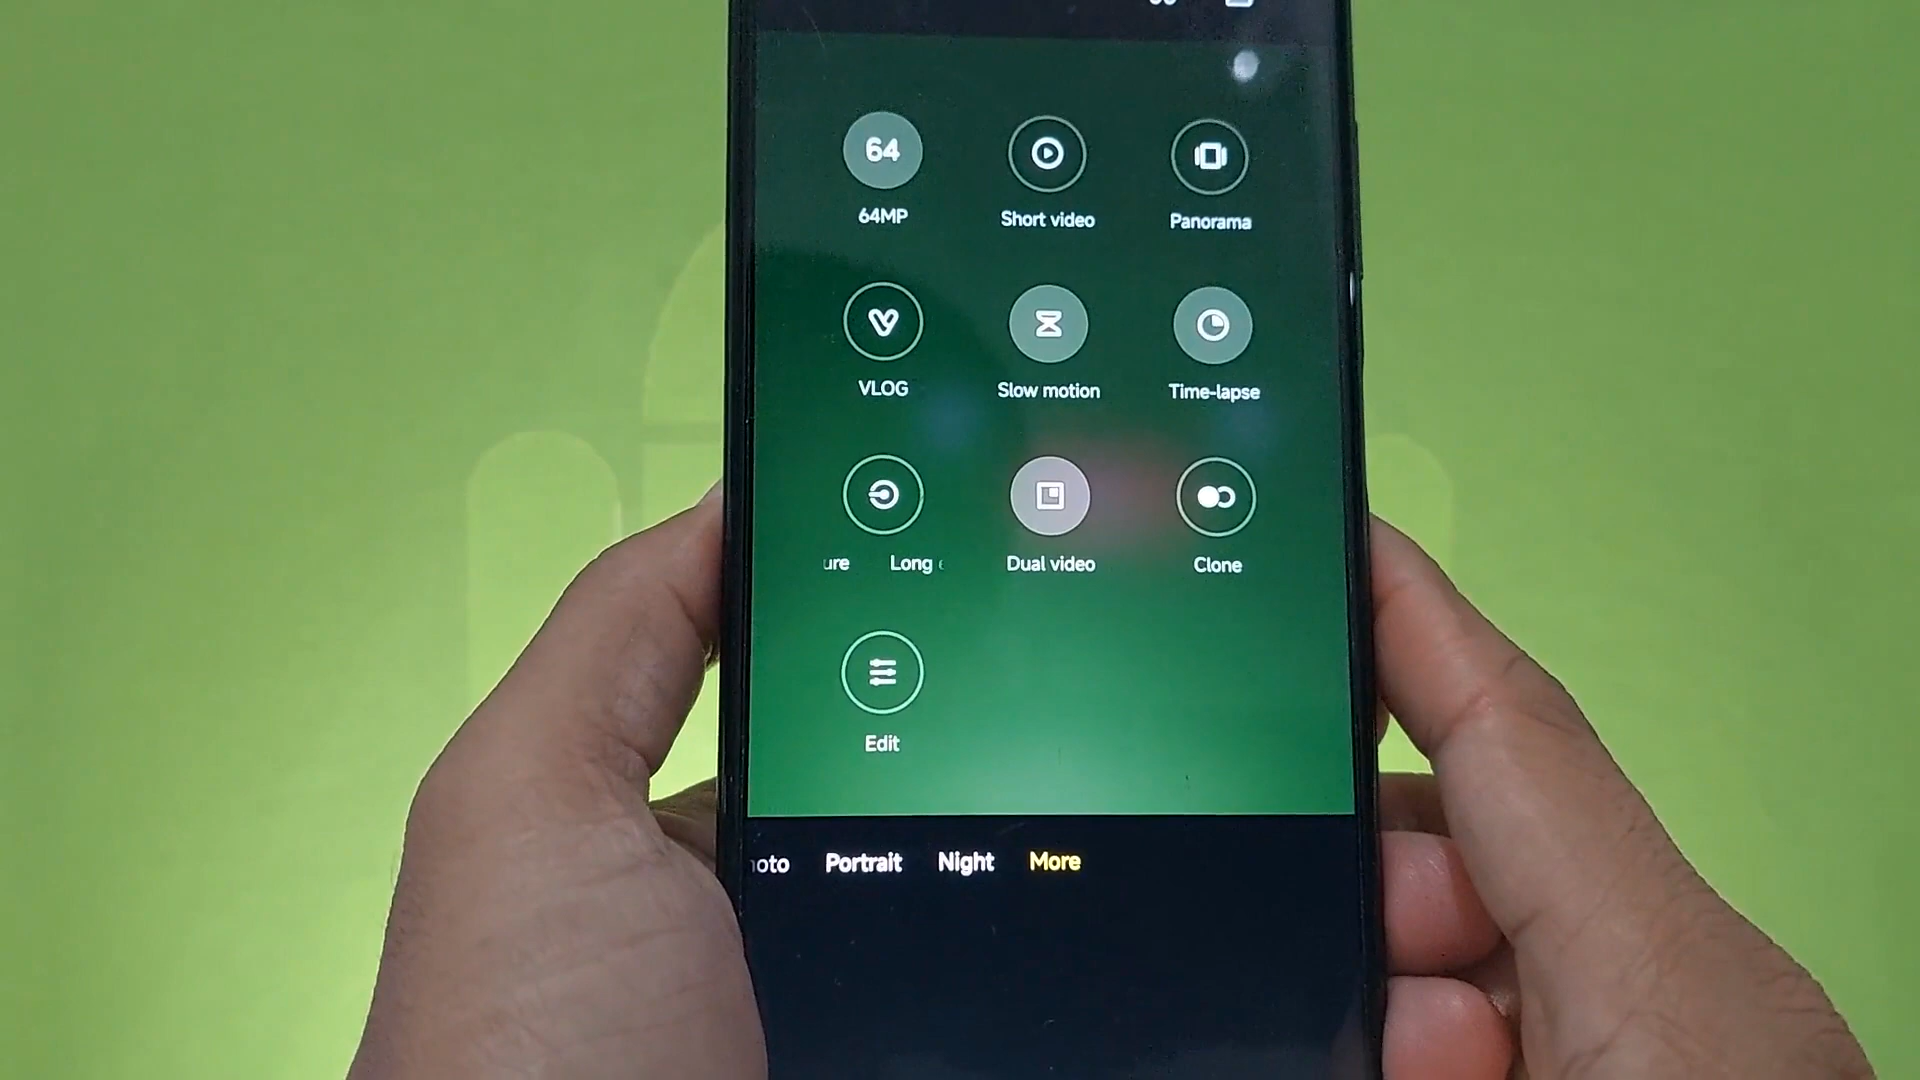 64
64MP
Short video
Panorama
VLOG
Slow motion
Time-lapse
ure Long
Dual video
Clone
Edit
oto Portrait Night More